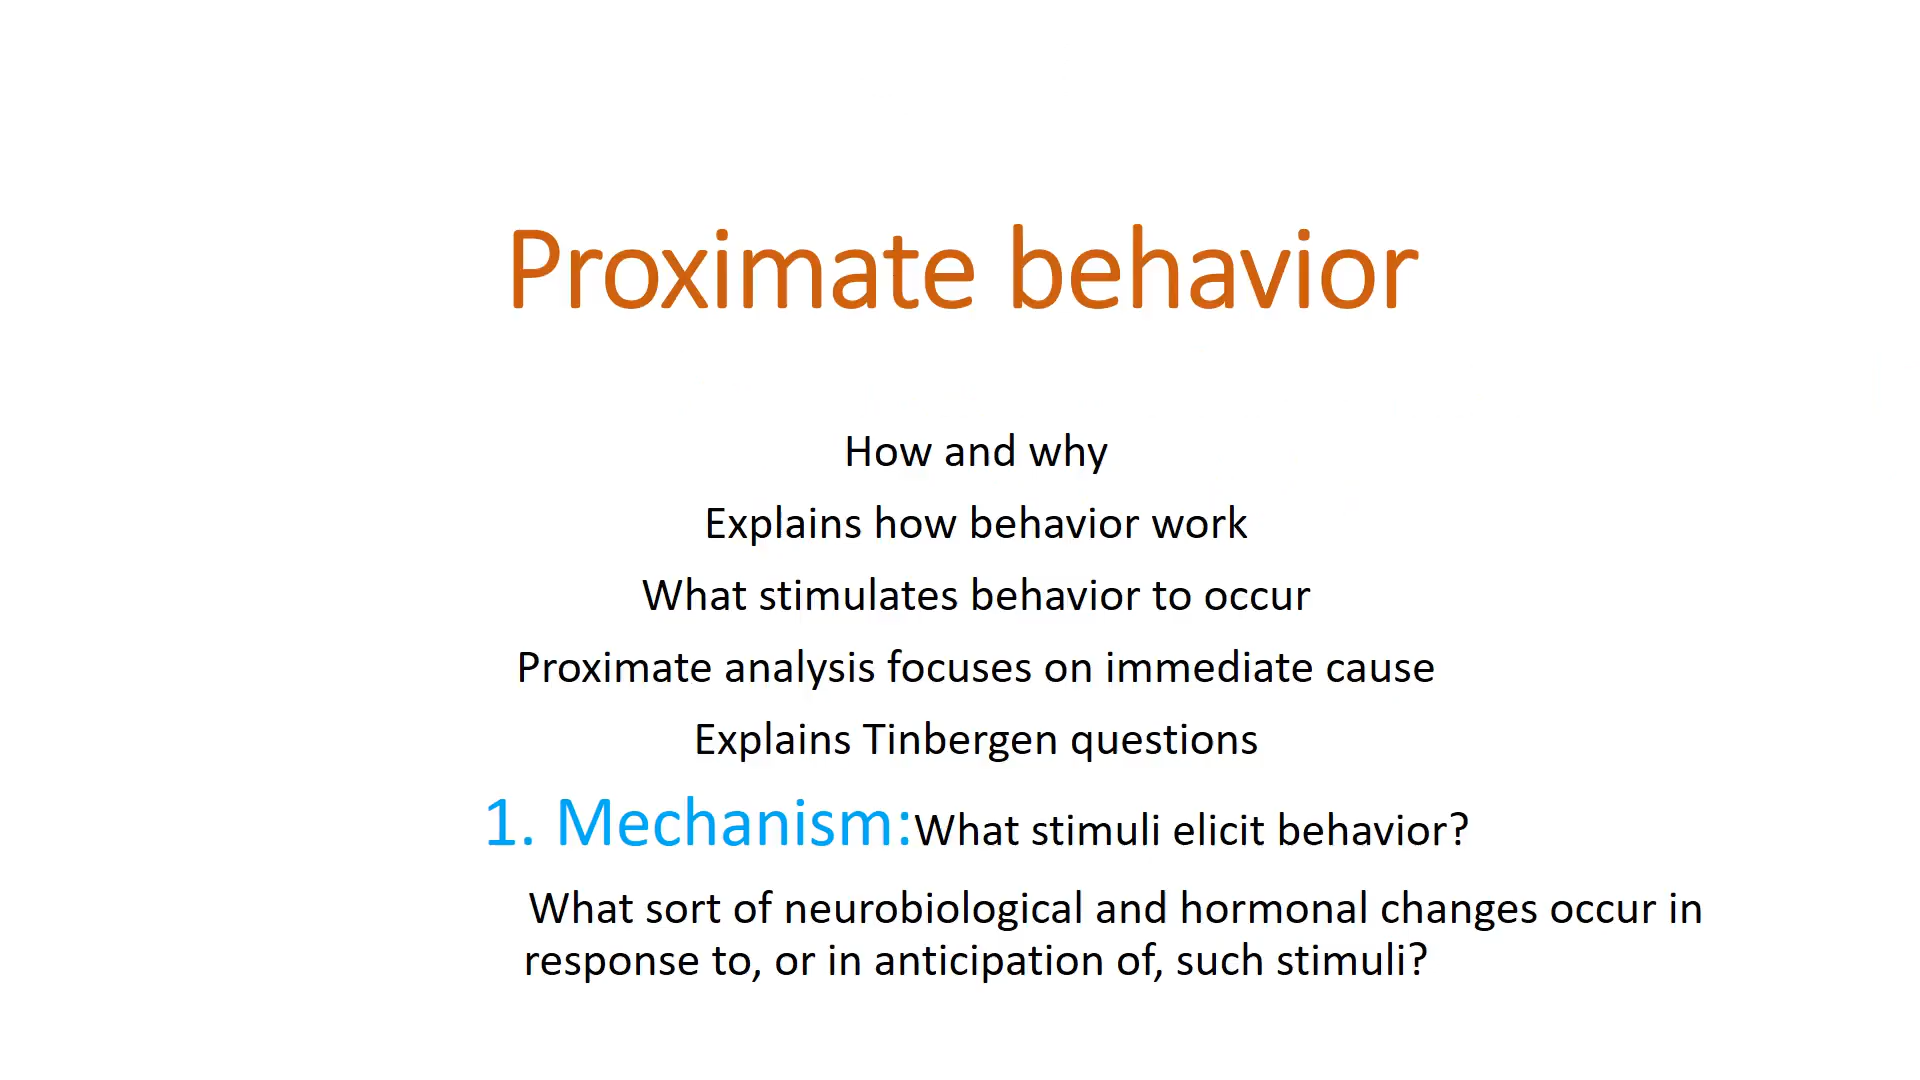 Proximate behavior
How and why
Explains how behavior work
What stimulates behavior to occur
Proximate analysis focuses on immediate cause
Explains Tinbergen questions
1. Mechanism:What stimuli elicit behavior?
What sort of neurobiological and hormonal changes occur in
response to, or in anticipation of, such stimuli?